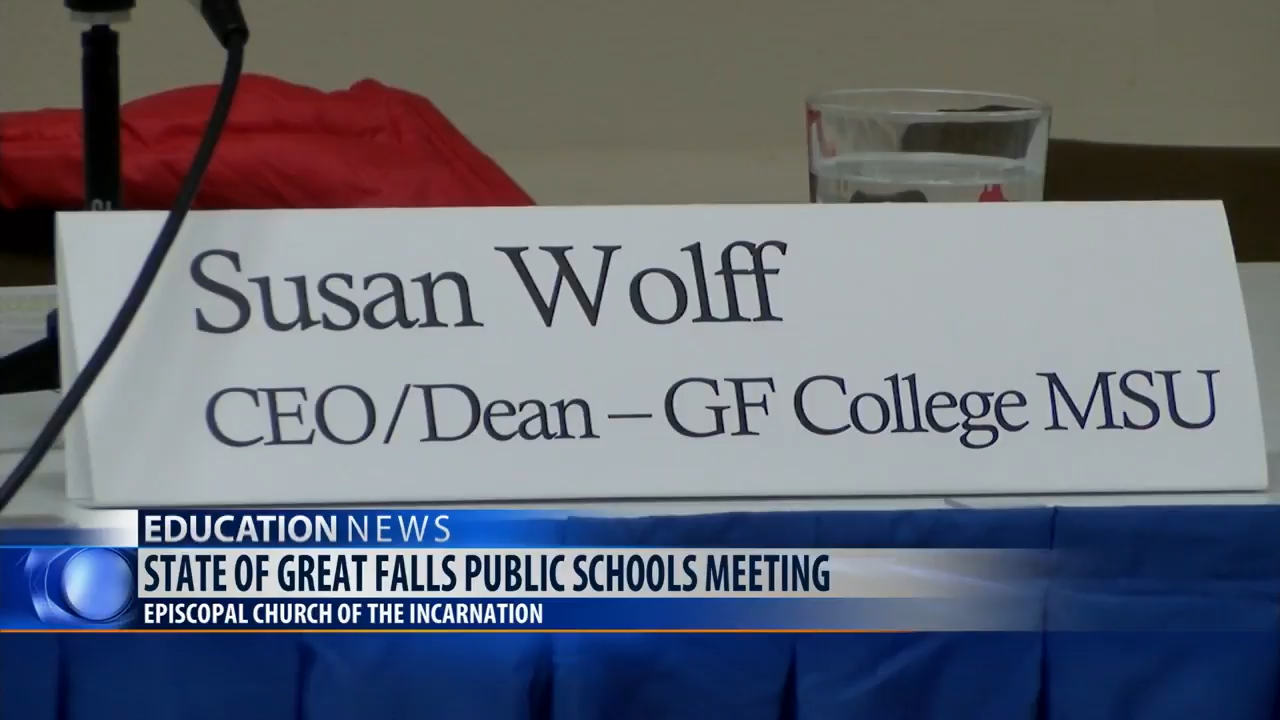 Susan Wolff
CEO/Dean – GF College MSU
EDUCATION NEWS
STATE OF GREAT FALLS PUBLIC SCHOOLS MEETING
EPISCOPAL CHURCH OF THE INCARNATION